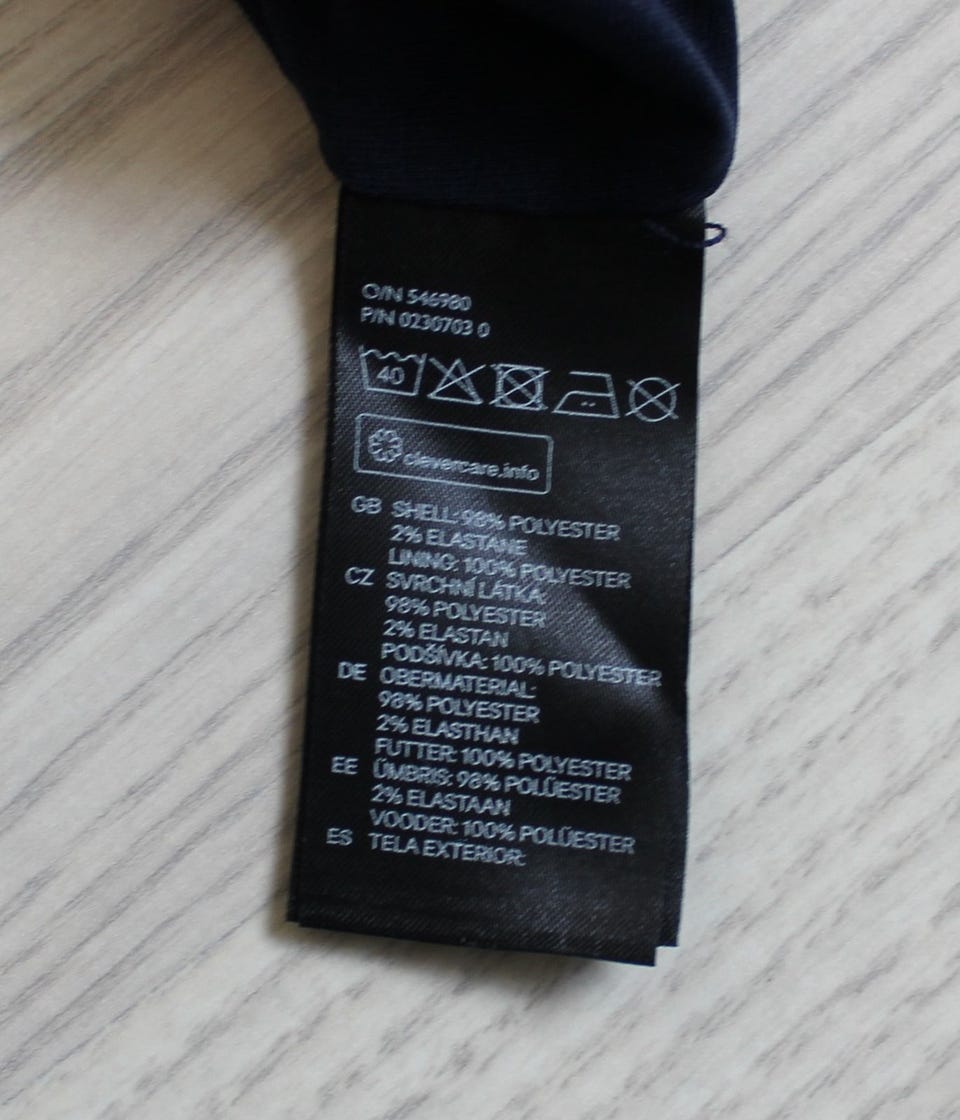 O/N 546980
P/N 0230703 0
40
clevercare.info
GB SHELL: 98% POLYESTER
2% ELASTANE
LINING: 100% POLYESTER
CZ SVRCHNÍ LÁTKA:
98% POLYESTER
2% ELASTAN
PODŠÍVKA: 100% POLYESTER
DE OBERMATERIAL:
98% POLYESTER
2% ELASTHAN
FUTTER: 100% POLYESTER
EE ÜMBRIS: 98% POLÜESTER
2% ELASTAAN
VOODER: 100% POLÜESTER
ES TELA EXTERIOR: